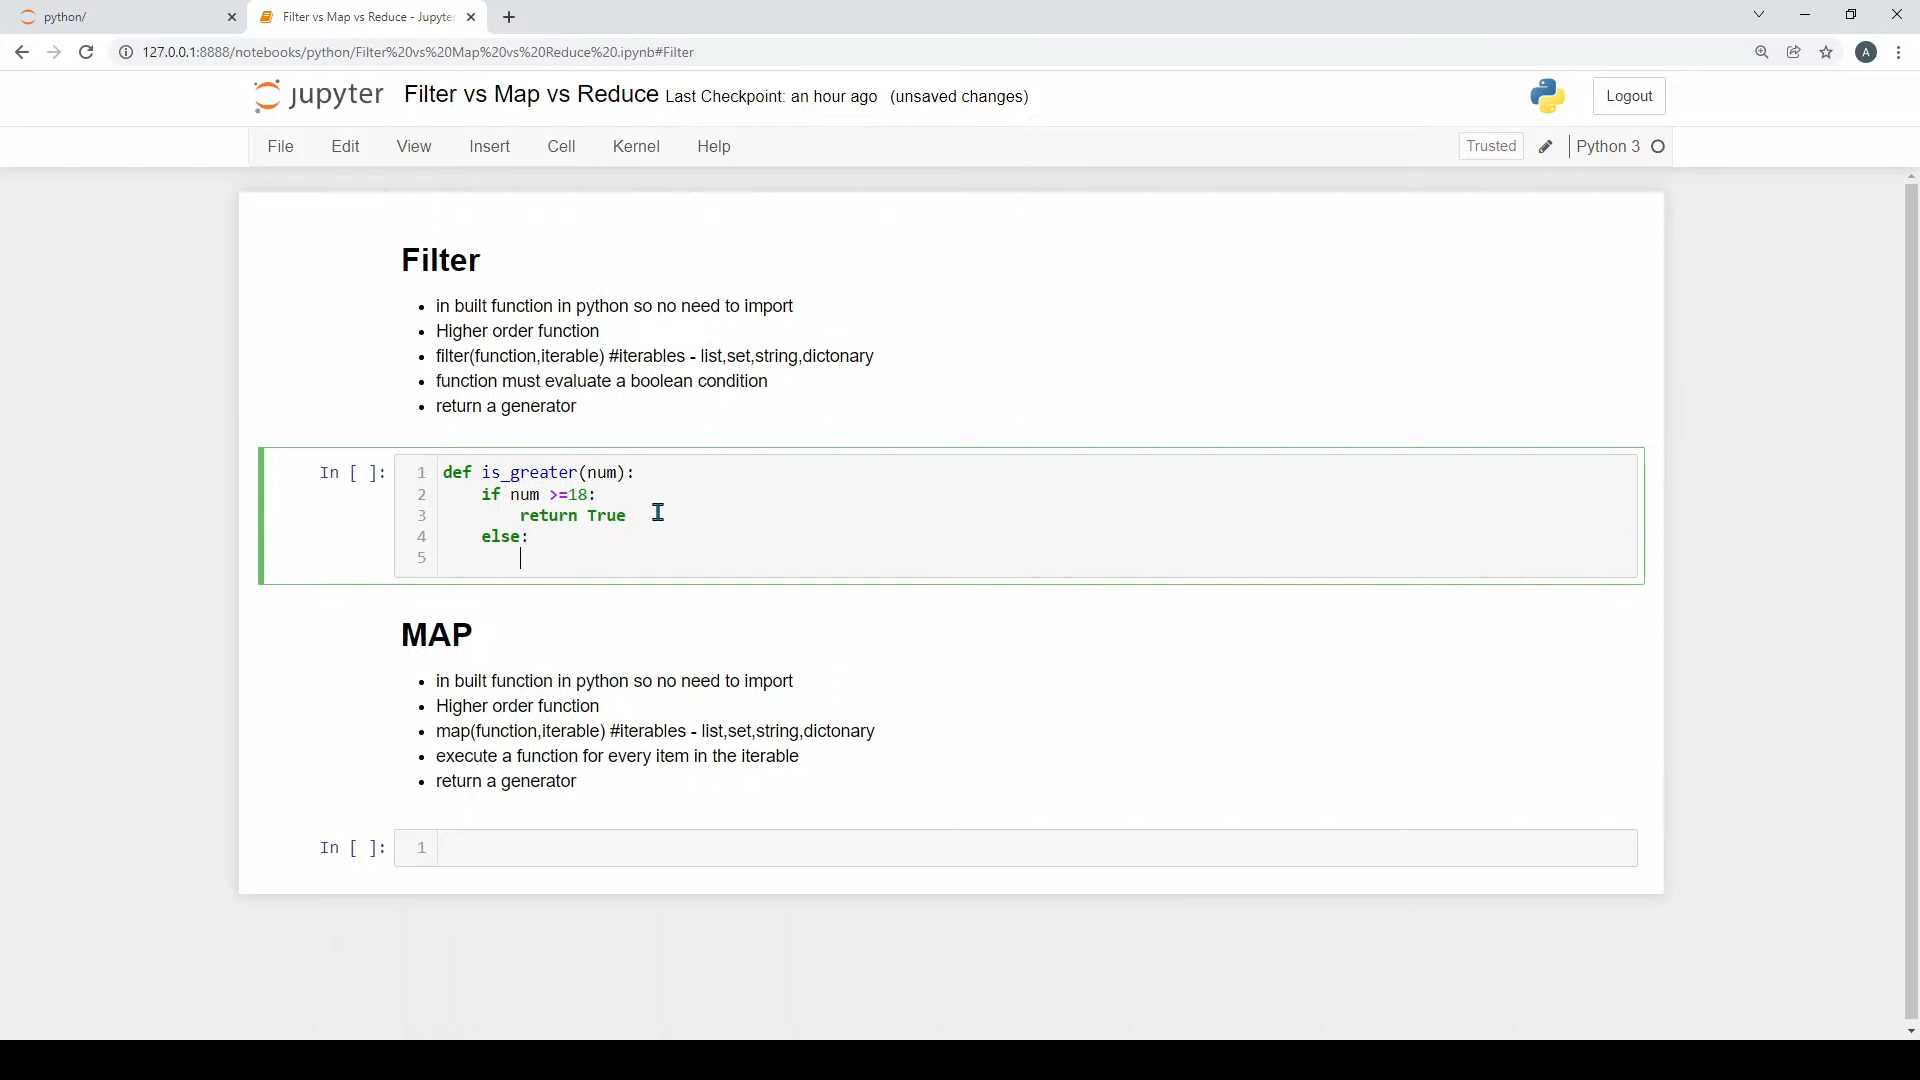 python/
Filter vs Map vs Reduce - Jupyter
127.0.0.1:8888/notebooks/python/Filter%20vs%20Map%20vs%20Reduce%20.ipynb#Filter
A
jupyter Filter vs Map vs Reduce Last Checkpoint: an hour ago (unsaved changes)
Logout
File Edit View Insert Cell Kernel Help
Trusted Python 3
Filter
• in built function in python so no need to import
• Higher order function
• filter(function,iterable) #iterables - list,set,string,dictonary
• function must evaluate a boolean condition
• return a generator
In [ ]:
1 def is_greater(num):
2 if num >=18:
3 return True
4 else:
5
MAP
• in built function in python so no need to import
• Higher order function
• map(function,iterable) #iterables - list,set,string,dictonary
• execute a function for every item in the iterable
• return a generator
In [ ]: 1